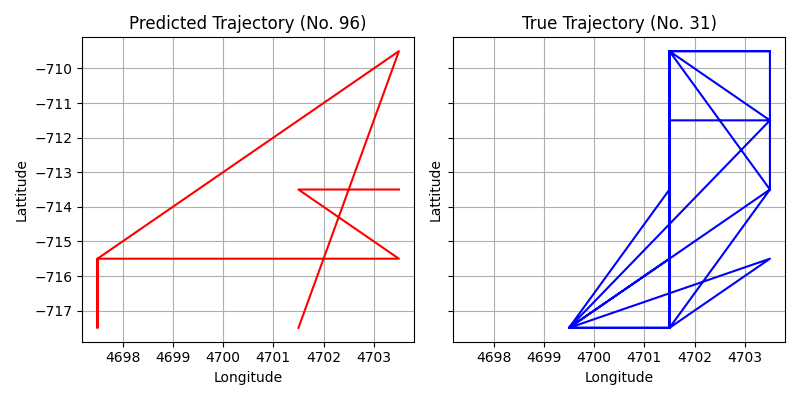 Predicted Trajectory (No. 96)
True Trajectory (No. 31)
−710
−711
−712
−713
−714
−715
−716
−717
Lattitude
Lattitude
4698 4699 4700 4701 4702 4703
4698 4699 4700 4701 4702 4703
Longitude
Longitude